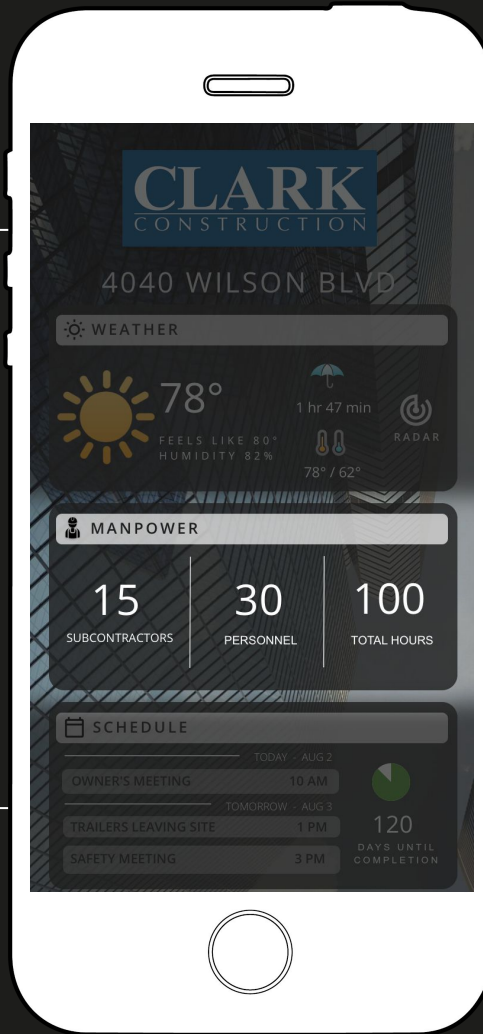 CLARK
CONSTRUCTION
4040 WILSON BLVD
WEATHER
78°
FEELS LIKE 80°
HUMIDITY 82%
1 hr 47 min
78° / 62°
RADAR
MANPOWER
15
SUBCONTRACTORS
30
PERSONNEL
100
TOTAL HOURS
SCHEDULE
TODAY - AUG 2
OWNER'S MEETING 10 AM
TOMORROW - AUG 3
TRAILERS LEAVING SITE 1 PM
SAFETY MEETING 3 PM
120
DAYS UNTIL
COMPLETION